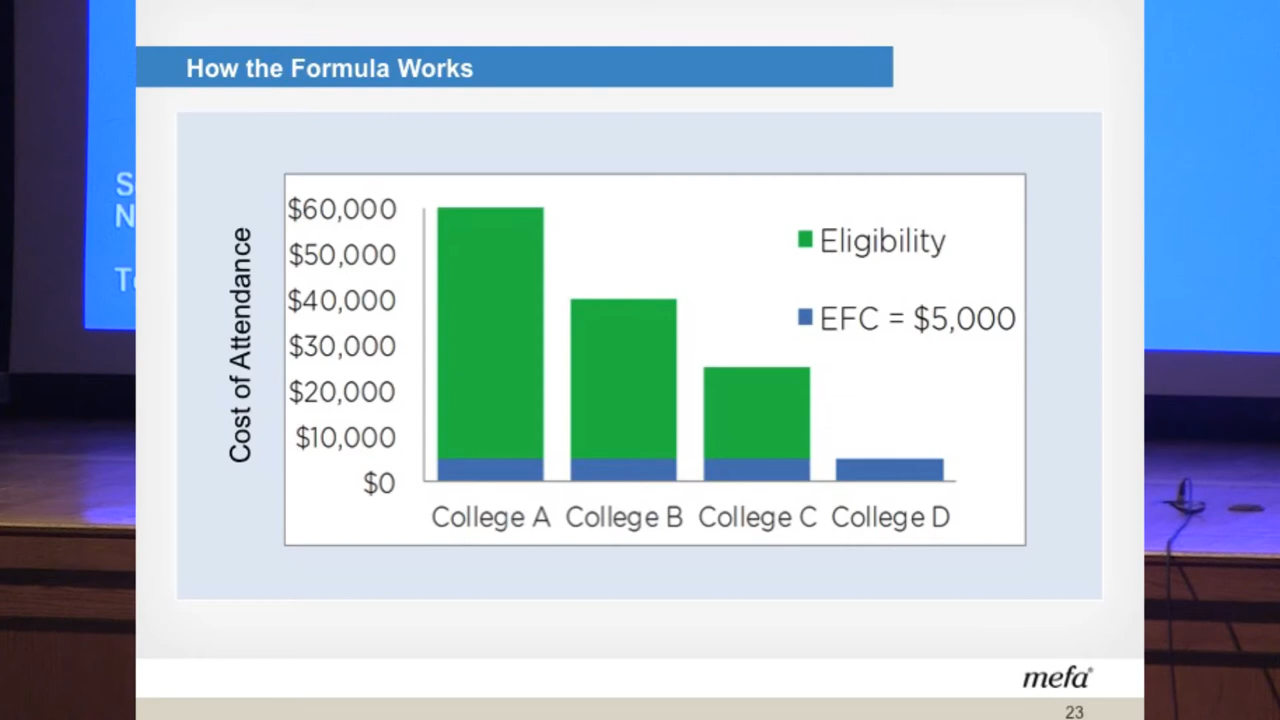 How the Formula Works
Cost of Attendance
$60,000
$50,000
$40,000
$30,000
$20,000
$10,000
$0
Eligibility
EFC = $5,000
College A College B College C College D
mefa®
23